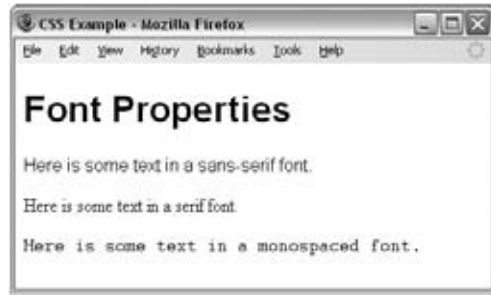 CSS Example - Mozilla Firefox
File Edit View History Bookmarks Tools Help
Font Properties
Here is some text in a sans-serif font.
Here is some text in a serif font.
Here is some text in a monospaced font.